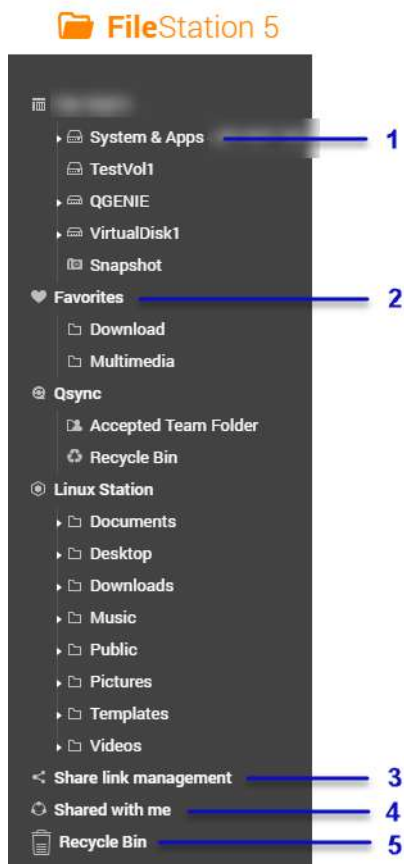 FileStation 5
System & Apps 1
TestVol1
QGENIE
VirtualDisk1
Snapshot
Favorites 2
Download
Multimedia
Qsync
Accepted Team Folder
Recycle Bin
Linux Station
Documents
Desktop
Downloads
Music
Public
Pictures
Templates
Videos
Share link management 3
Shared with me 4
Recycle Bin 5